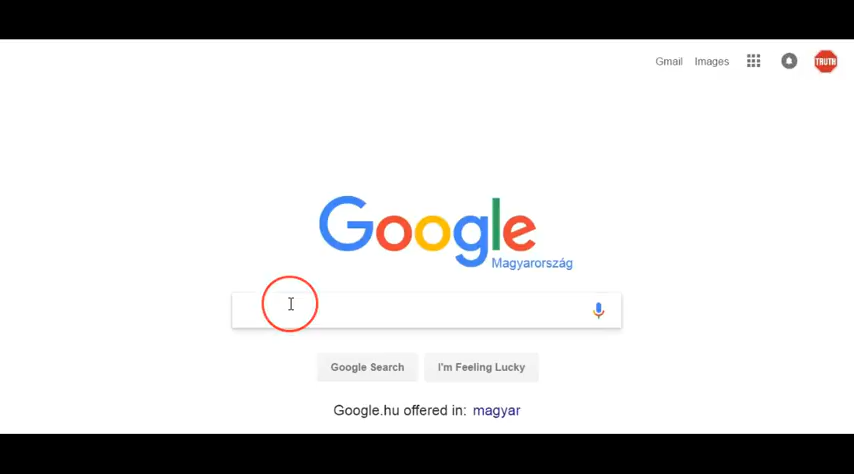 Gmail Images TRUTH
Google
Magyarország
Google Search I'm Feeling Lucky
Google.hu offered in: magyar